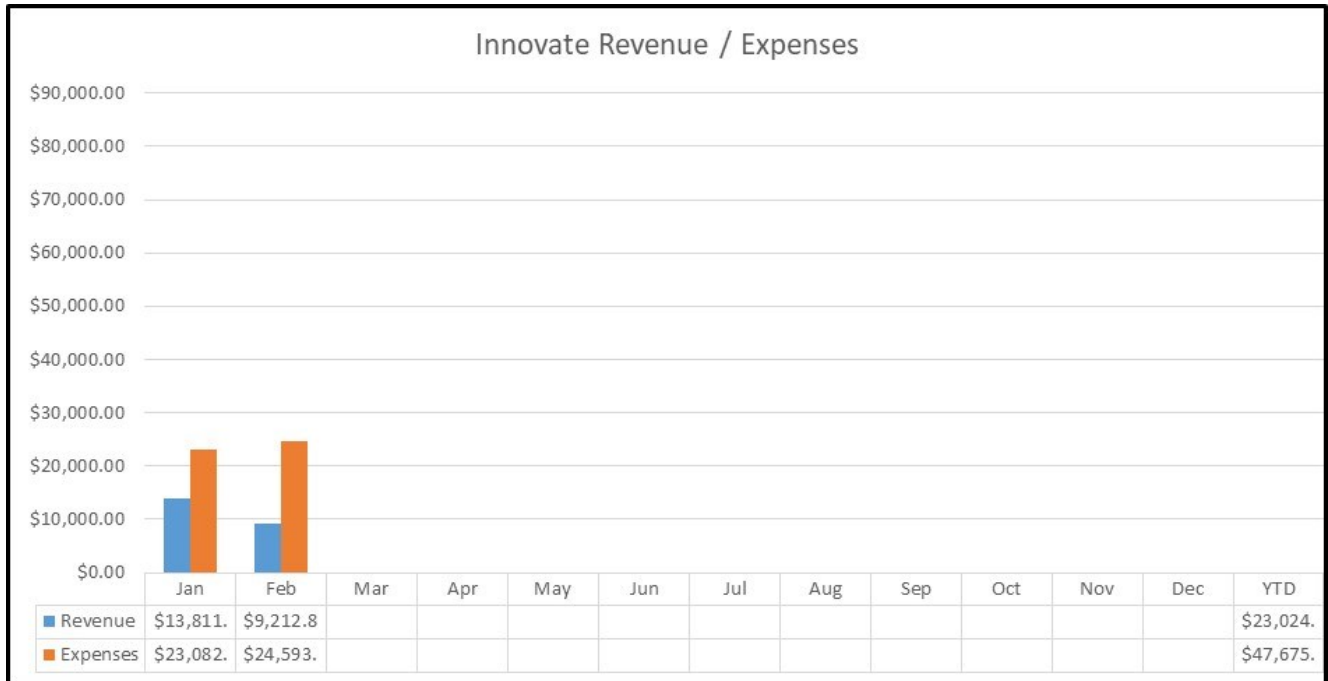 Innovate Revenue / Expenses
$90,000.00
$80,000.00
$70,000.00
$60,000.00
$50,000.00
$40,000.00
$30,000.00
$20,000.00
$10,000.00
$0.00
Jan Feb Mar Apr May Jun Jul Aug Sep Oct Nov Dec YTD
Revenue $13,811. $9,212.8 $23,024.
Expenses $23,082. $24,593. $47,675.